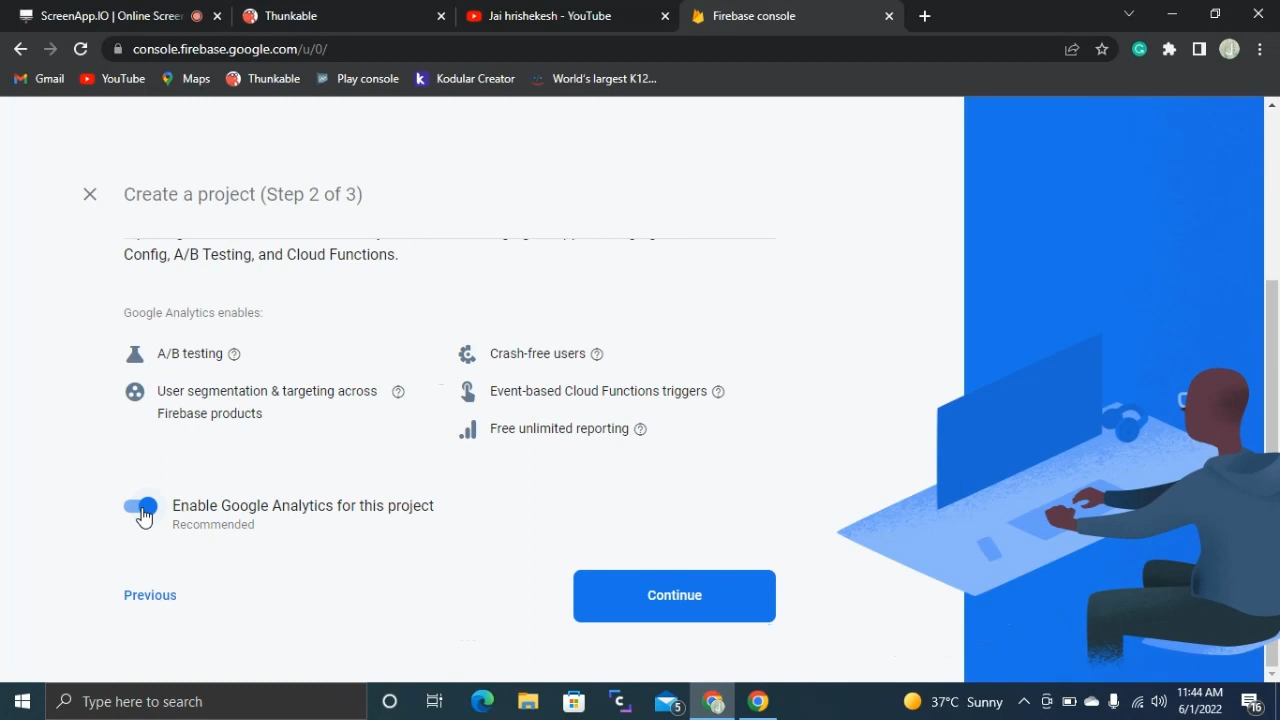 ScreenApp.IO | Online Screen
Thunkable
Jai hrishekesh - YouTube
Firebase console
console.firebase.google.com/u/0/
Gmail
YouTube
Maps
Thunkable
Play console
Kodular Creator
World's largest K12...
Create a project (Step 2 of 3)
Config, A/B Testing, and Cloud Functions.
Google Analytics enables:
A/B testing
Crash-free users
User segmentation & targeting across
Firebase products
Event-based Cloud Functions triggers
Free unlimited reporting
Enable Google Analytics for this project
Recommended
Previous
Continue
Type here to search
5
37°C Sunny
11:44 AM
6/1/2022
16